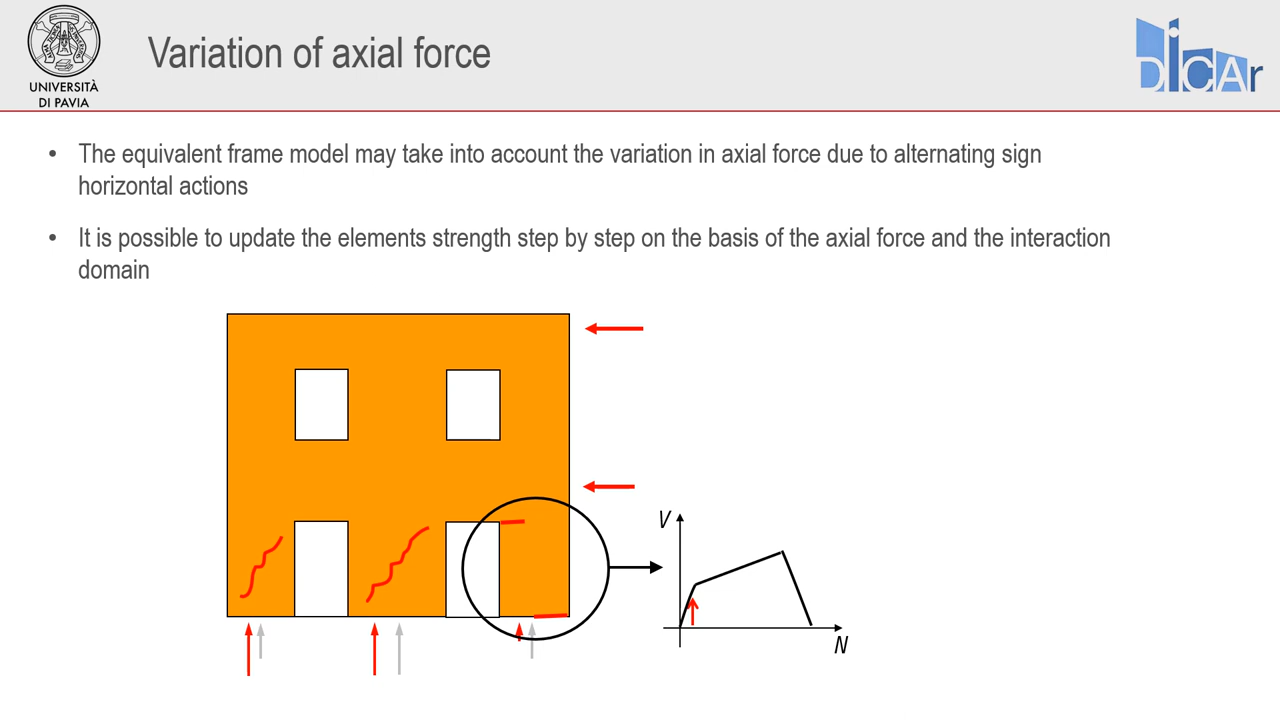 UNIVERSITÀ
DI PAVIA
Variation of axial force
DICAr
• The equivalent frame model may take into account the variation in axial force due to alternating sign
horizontal actions
• It is possible to update the elements strength step by step on the basis of the axial force and the interaction
domain
V
N